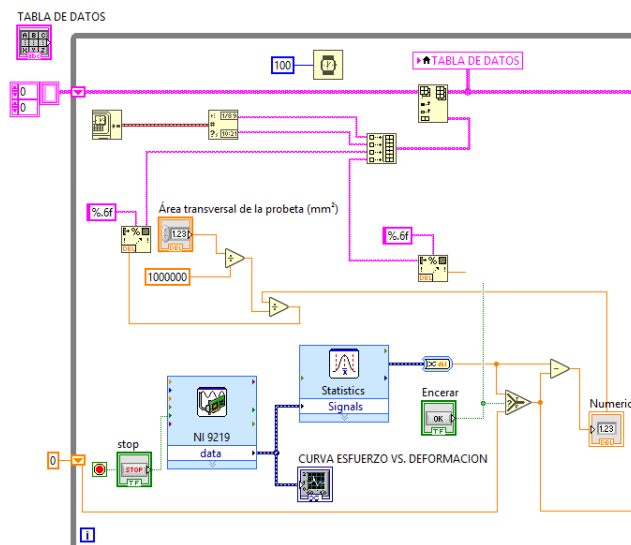 TABLA DE DATOS
100
TABLA DE DATOS
0
0
%.6f
Área transversal de la probeta (mm²)
1.23
DBL
DBL
%.6f
DBL
1000000
Statistics
Signals
Encerar
OK
TF
NI 9219
data
Numeric
1.23
DBL
stop
STOP
TF
CURVA ESFUERZO VS. DEFORMACION
0
i